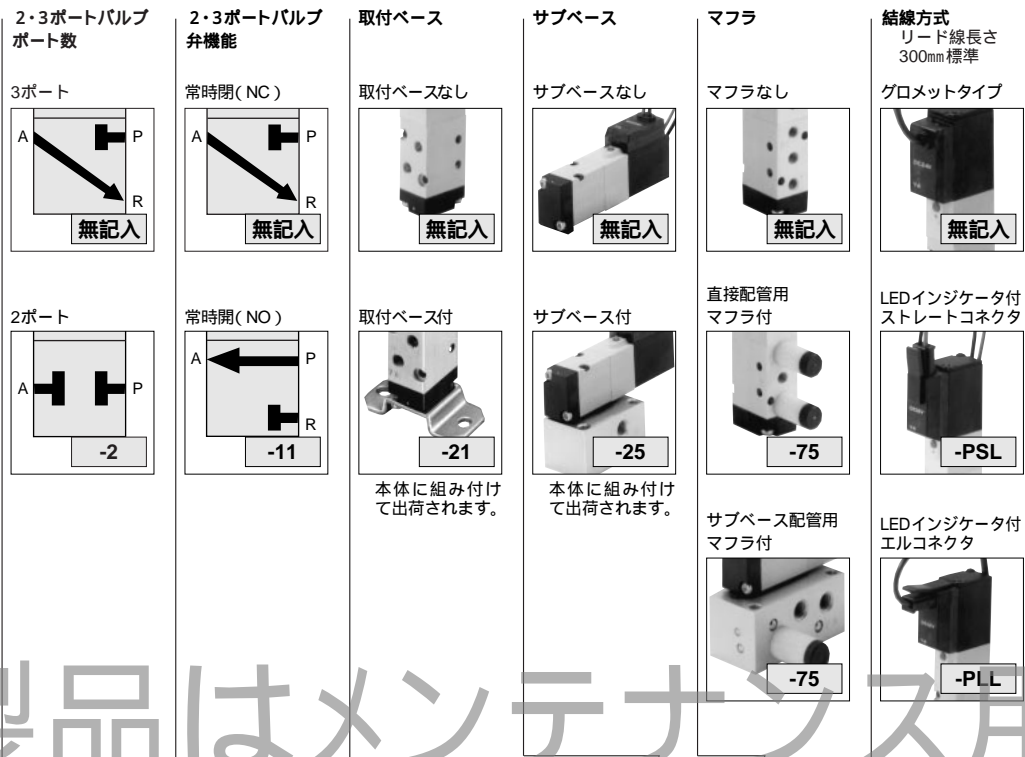 2・3ポートバルブ
ポート数
3ポート
A
P
R
無記入
2ポート
A
P
-2
2・3ポートバルブ
弁機能
常時閉(NC)
A
P
R
無記入
常時開(NO)
A
P
R
-11
取付ベース
取付ベースなし
無記入
取付ベース付
-21
本体に組み付け
て出荷されます。
サブベース
サブベースなし
無記入
サブベース付
-25
本体に組み付け
て出荷されます。
マフラ
マフラなし
無記入
直接配管用
マフラ付
-75
サブベース配管用
マフラ付
-75
結線方式
リード線長さ
300㎜標準
グロメットタイプ
無記入
LEDインジケータ付
ストレートコネクタ
-PSL
LEDインジケータ付
エルコネクタ
-PLL
製品はメンテナンス用